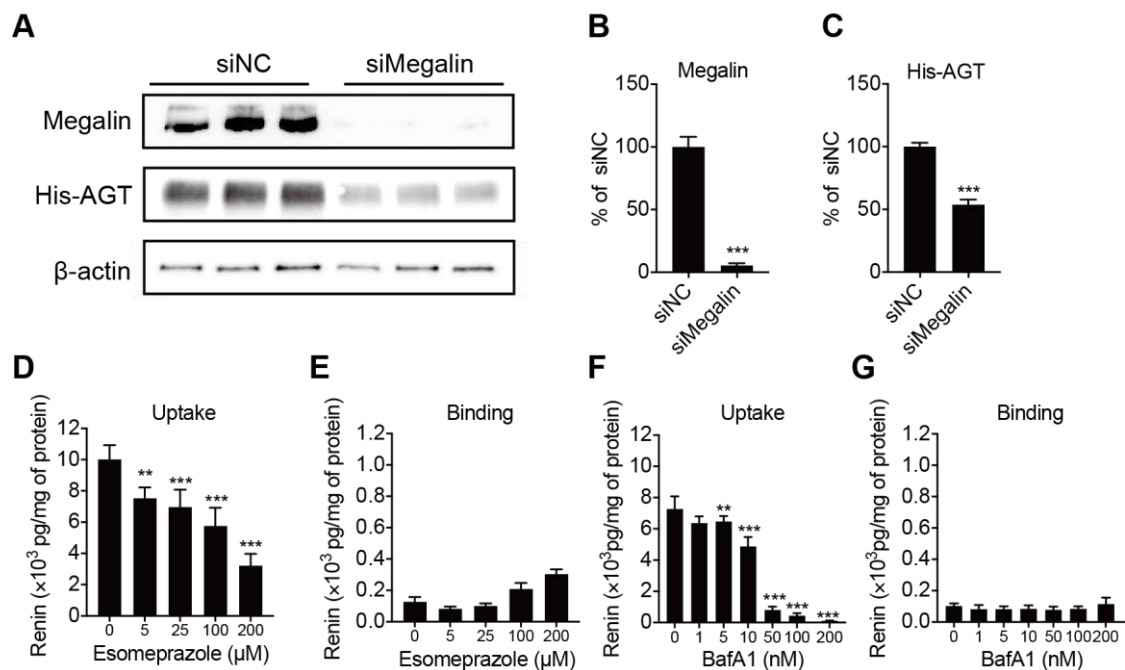 A
siNC siMegalin
Megalin
His-AGT
β-actin
B
Megalin
% of siNC
150
100
50
0
***
siNC
siMegalin
C
His-AGT
% of siNC
150
100
50
0
***
siNC
siMegalin
D
Uptake
Renin (×10³ pg/mg of protein)
12
10
8
6
4
2
0
** *** *** ***
0 5 25 100 200
Esomeprazole (μM)
E
Binding
Renin (×10³ pg/mg of protein)
1.2
1.0
0.8
0.6
0.4
0.2
0.0
0 5 25 100 200
Esomeprazole (μM)
F
Uptake
Renin (×10³pg/mg of protein)
12
10
8
6
4
2
0
** *** *** *** ***
0 1 5 10 50 100 200
BafA1 (nM)
G
Binding
Renin (×10³pg/mg of protein)
1.2
1.0
0.8
0.6
0.4
0.2
0.0
0 1 5 10 50 100 200
BafA1 (nM)